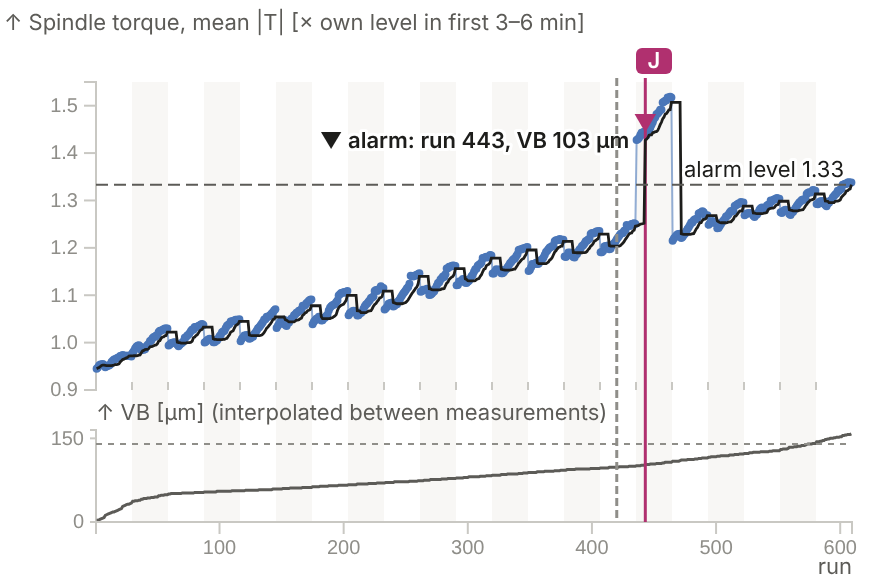 ↑ Spindle torque, mean |T| [× own level in first 3–6 min]
J
1.5
▼ alarm: run 443, VB 103 µm
1.4
alarm level 1.33
1.3
1.2
1.1
1.0
0.9
↑ VB [µm] (interpolated between measurements)
150
0
100 200 300 400 500 600
run